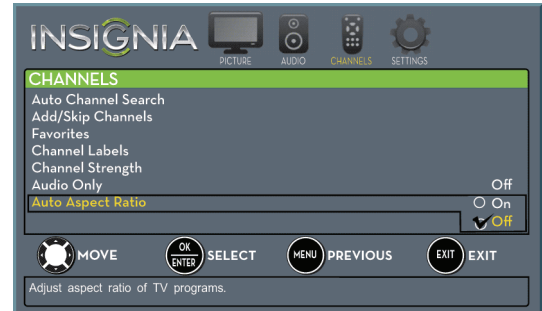 INSIGNIA
PICTURE AUDIO CHANNELS SETTINGS
CHANNELS
Auto Channel Search
Add/Skip Channels
Favorites
Channel Labels
Channel Strength
Audio Only Off
Auto Aspect Ratio On
Off
MOVE OK ENTER SELECT MENU PREVIOUS EXIT EXIT
Adjust aspect ratio of TV programs.